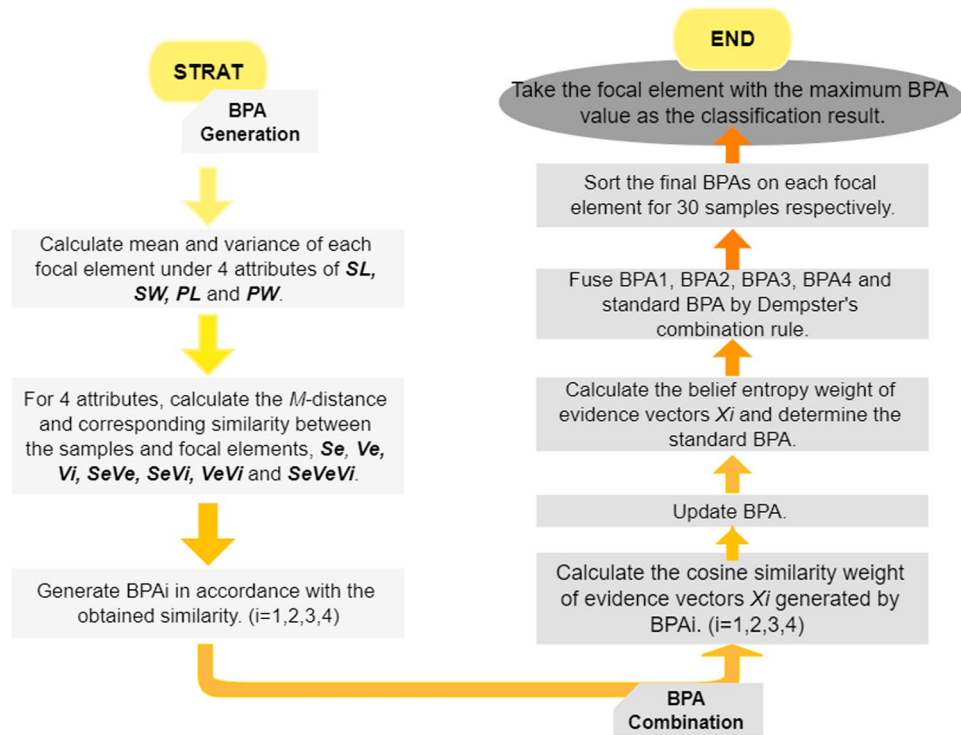 STRAT
BPA
Generation
Calculate mean and variance of each
focal element under 4 attributes of SL,
SW, PL and PW.
For 4 attributes, calculate the M-distance
and corresponding similarity between
the samples and focal elements, Se, Ve,
Vi, SeVe, SeVi, VeVi and SeVeVi.
Generate BPAi in accordance with the
obtained similarity. (i=1,2,3,4)
BPA
Combination
Calculate the cosine similarity weight
of evidence vectors Xi generated by
BPAi. (i=1,2,3,4)
Update BPA.
Calculate the belief entropy weight of
evidence vectors Xi and determine the
standard BPA.
Fuse BPA1, BPA2, BPA3, BPA4 and
standard BPA by Dempster's
combination rule.
Sort the final BPAs on each focal
element for 30 samples respectively.
Take the focal element with the maximum BPA
value as the classification result.
END